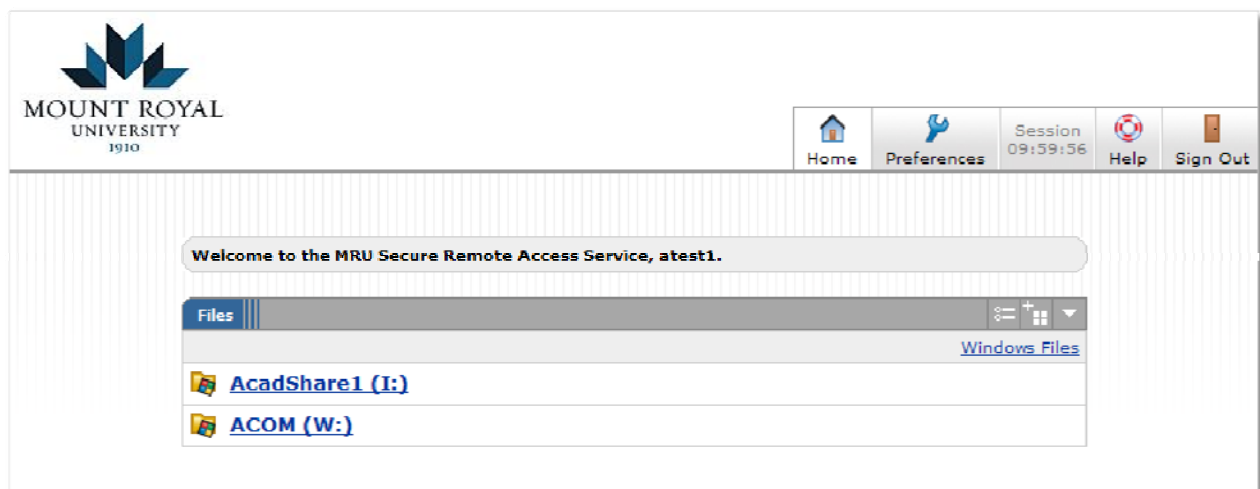 MOUNT ROYAL
UNIVERSITY
1910
Home
Preferences
Session
09:59:56
Help
Sign Out
Welcome to the MRU Secure Remote Access Service, atest1.
Files
Windows Files
AcadShare1 (I:)
ACOM (W:)